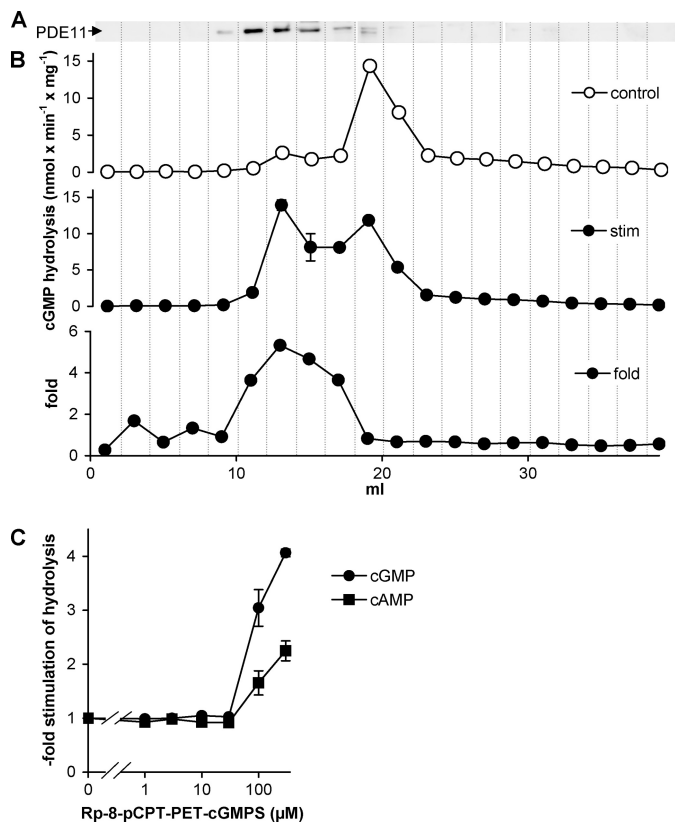 A
PDE11
B
cGMP hydrolysis (nmol x min⁻¹ x mg⁻¹)
15
10
5
0
control
15
10
5
0
stim
6
4
2
0
fold
fold
0 10 20 30
ml
C
-fold stimulation of hydrolysis
4
3
2
1
0
cGMP
cAMP
0 1 10 100
Rp-8-pCPT-PET-cGMPS (µM)